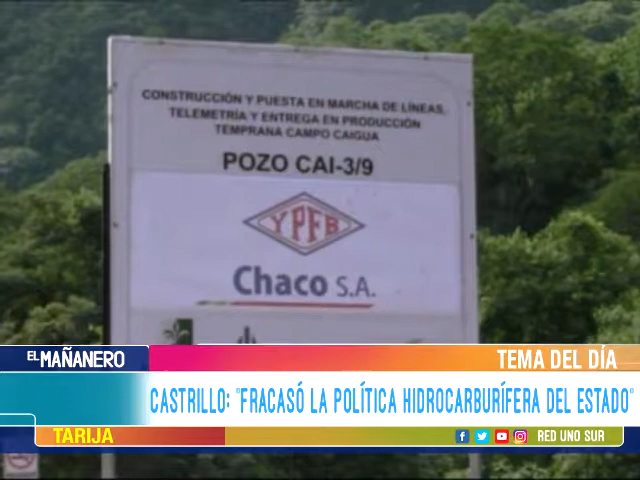 CONSTRUCCIÓN Y PUESTA EN MARCHA DE LÍNEAS.
TELEMETRÍA Y ENTREGA EN PRODUCCIÓN
TEMPRANA CAMPO CAIGUA
POZO CAI-3/9
YPFB
Chaco S.A.
EL MAÑANERO
TEMA DEL DÍA
CASTRILLO: "FRACASÓ LA POLÍTICA HIDROCARBURÍFERA DEL ESTADO"
TARIJA
RED UNO SUR